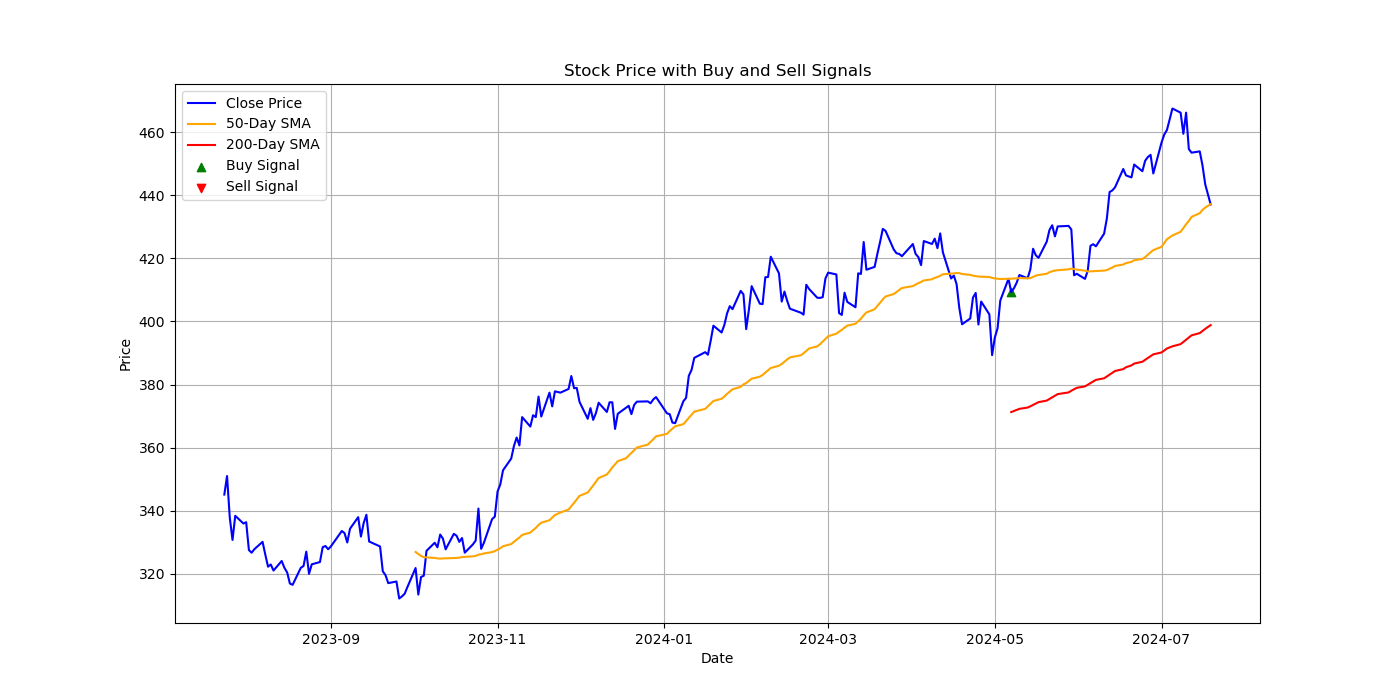 Stock Price with Buy and Sell Signals
Close Price
50-Day SMA
200-Day SMA
Buy Signal
Sell Signal
460
440
420
400
380
360
340
320
Price
2023-09 2023-11 2024-01 2024-03 2024-05 2024-07
Date